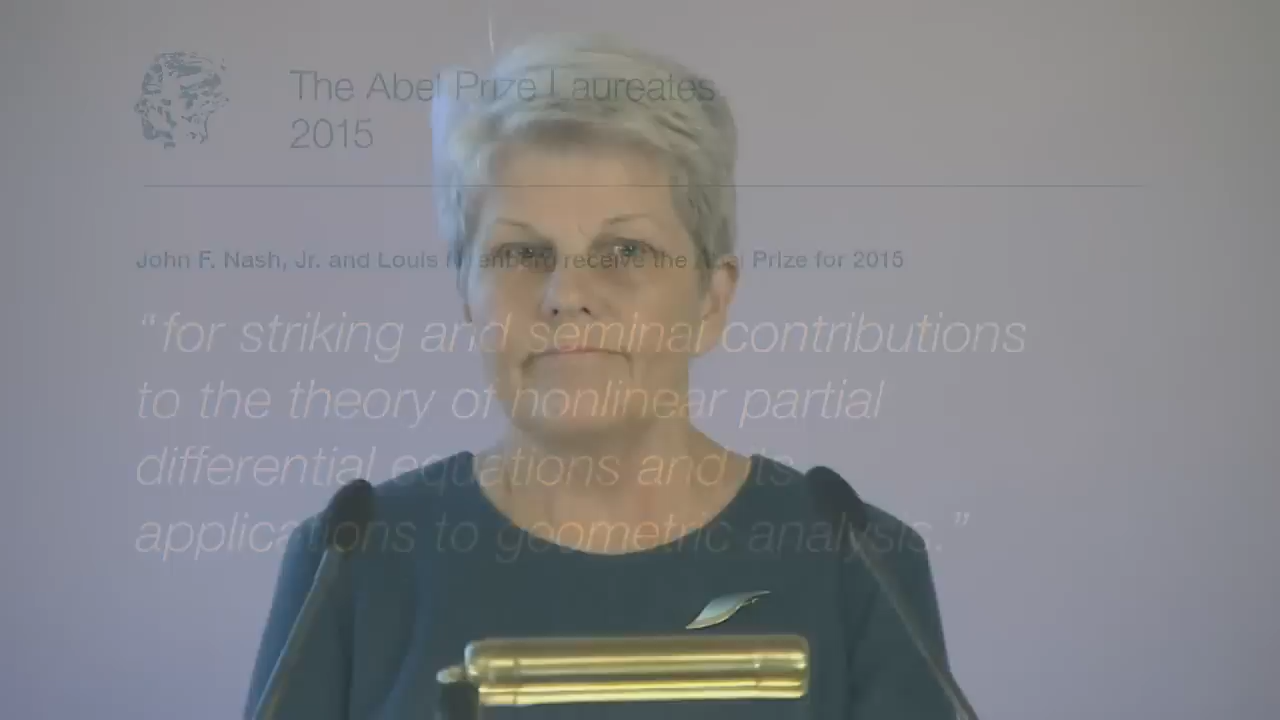 The Abel Prize Laureates
2015
John F. Nash, Jr. and Louis Nirenberg receive the Abel Prize for 2015
“for striking and seminal contributions
to the theory of nonlinear partial
differential equations and its
applications to geometric analysis.”